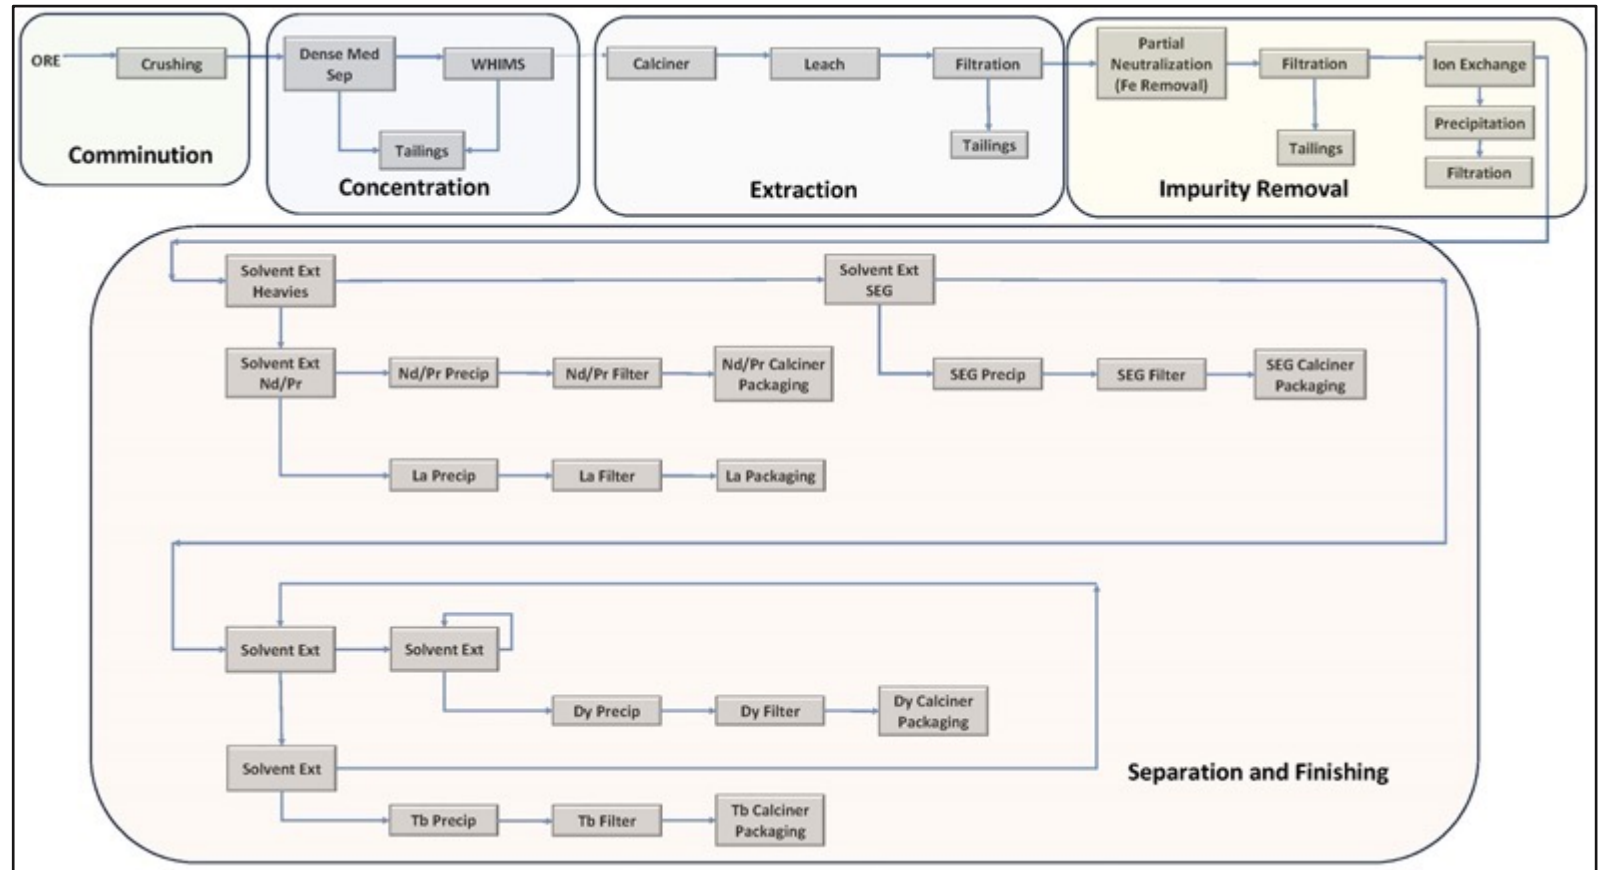 ORE
Crushing
Comminution
Dense Med
Sep
WHIMS
Tailings
Concentration
Calciner
Leach
Filtration
Tailings
Extraction
Partial
Neutralization
(Fe Removal)
Filtration
Tailings
Ion Exchange
Precipitation
Filtration
Impurity Removal
Solvent Ext
Heavies
Solvent Ext
SEG
Solvent Ext
Nd/Pr
Nd/Pr Precip
Nd/Pr Filter
Nd/Pr Calciner
Packaging
SEG Precip
SEG Filter
SEG Calciner
Packaging
La Precip
La Filter
La Packaging
Solvent Ext
Solvent Ext
Dy Precip
Dy Filter
Dy Calciner
Packaging
Solvent Ext
Separation and Finishing
Tb Precip
Tb Filter
Tb Calciner
Packaging